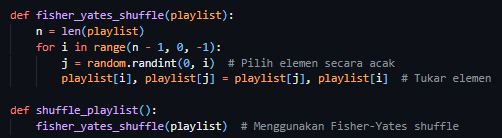 def fisher_yates_shuffle(playlist):
    n = len(playlist)
    for i in range(n - 1, 0, -1):
        j = random.randint(0, i)  # Pilih elemen secara acak
        playlist[i], playlist[j] = playlist[j], playlist[i]  # Tukar elemen

def shuffle_playlist():
    fisher_yates_shuffle(playlist)  # Menggunakan Fisher-Yates shuffle